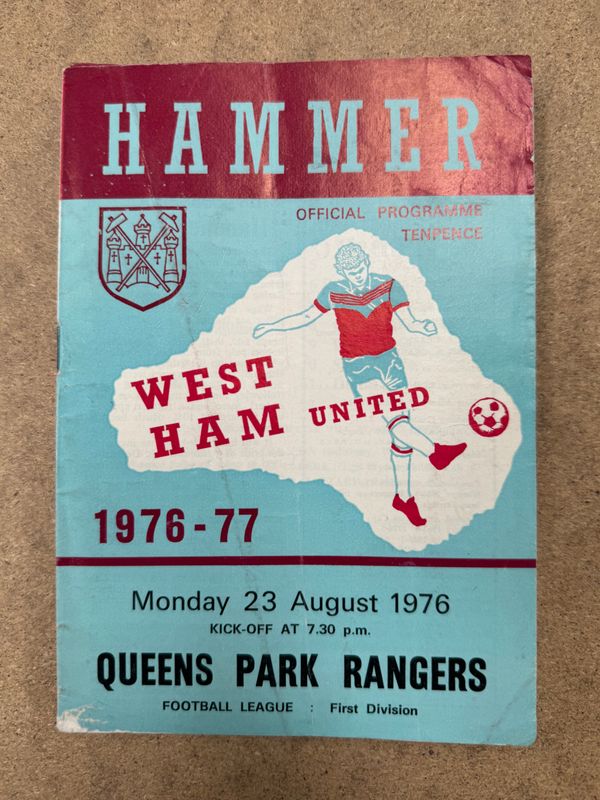 HAMMER
OFFICIAL PROGRAMME
TENPENCE
WEST
HAM UNITED
1976-77
Monday 23 August 1976
KICK-OFF AT 7.30 p.m.
QUEENS PARK RANGERS
FOOTBALL LEAGUE : First Division